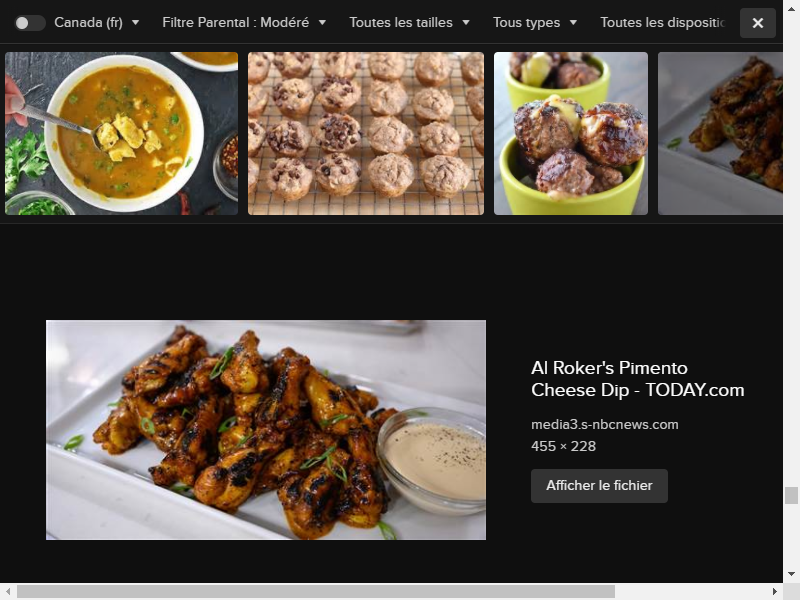 Canada (fr) Filtre Parental : Modéré Toutes les tailles Tous types Toutes les
Al Roker's Pimento
Cheese Dip - TODAY.com
media3.s-nbcnews.com
455 × 228
Afficher le fichier